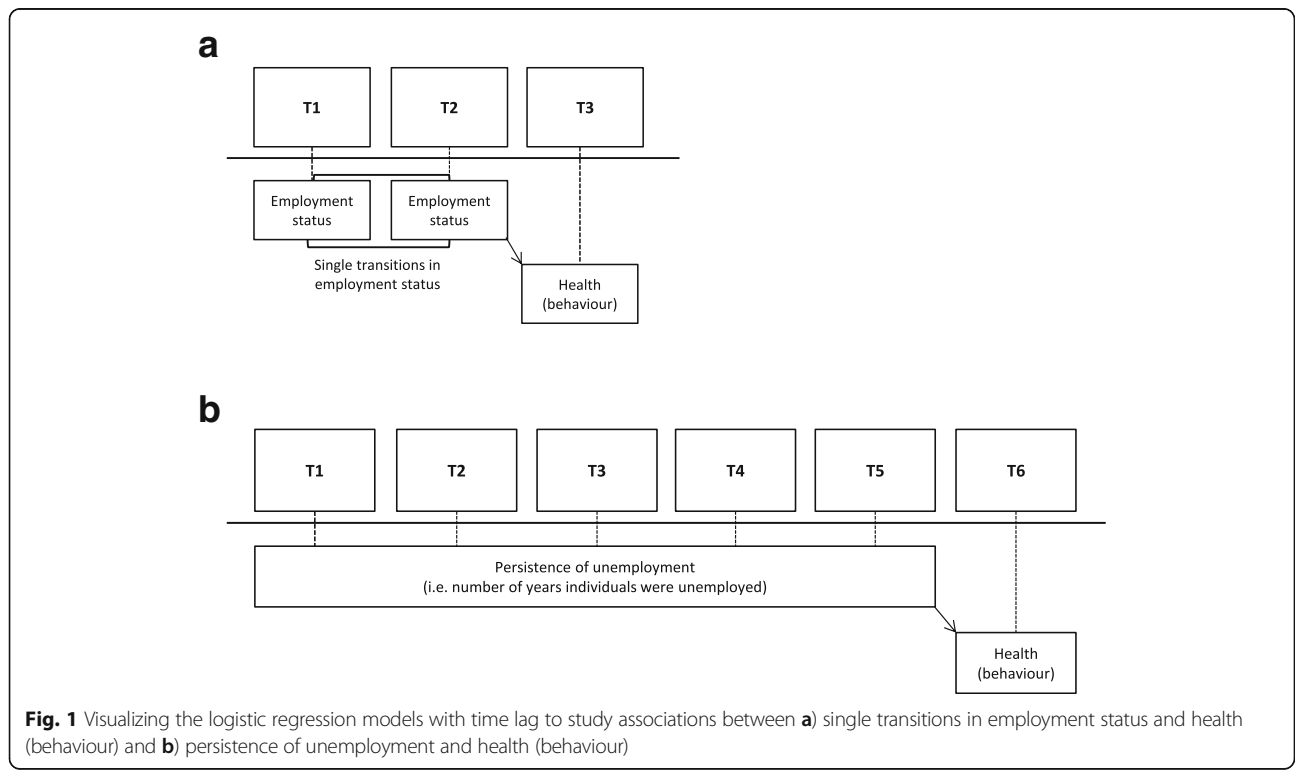 a
T1
T2
T3
Employment
status
Employment
status
Single transitions in
employment status
Health
(behaviour)
b
T1
T2
T3
T4
T5
T6
Persistence of unemployment
(i.e. number of years individuals were unemployed)
Health
(behaviour)
Fig. 1 Visualizing the logistic regression models with time lag to study associations between a) single transitions in employment status and health
(behaviour) and b) persistence of unemployment and health (behaviour)